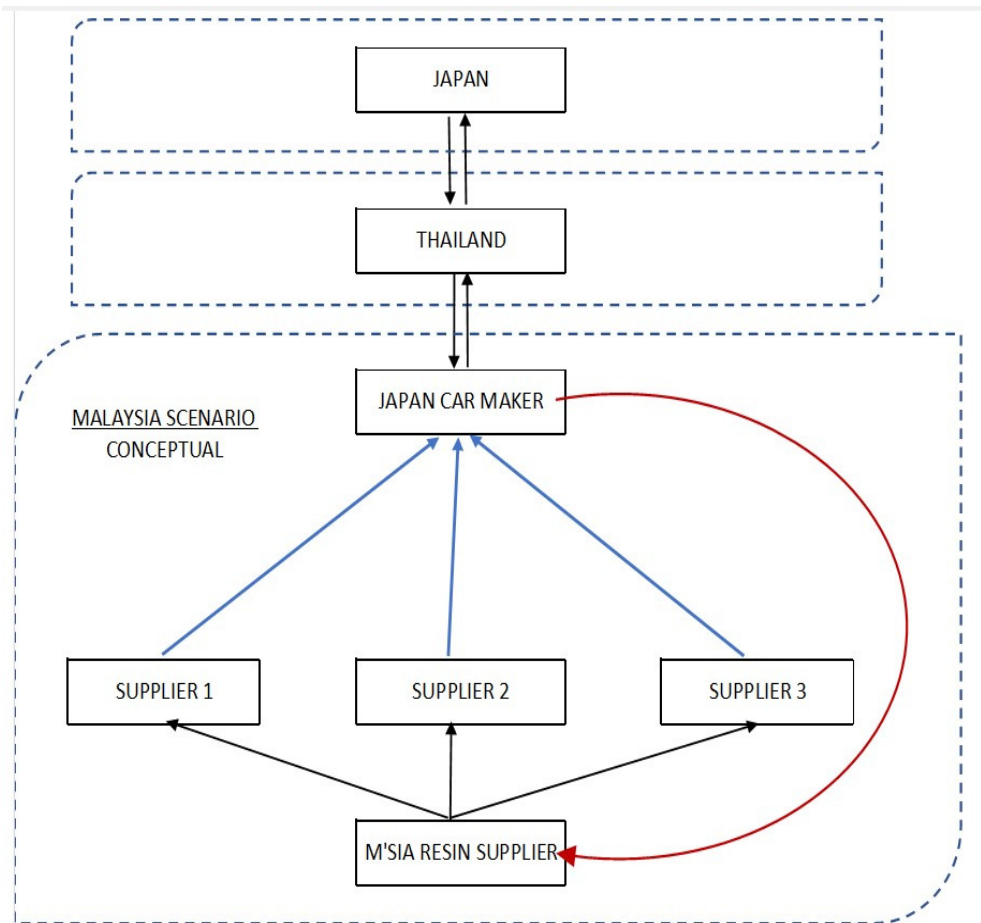 JAPAN
THAILAND
JAPAN CAR MAKER
MALAYSIA SCENARIO
CONCEPTUAL
SUPPLIER 1
SUPPLIER 2
SUPPLIER 3
M'SIA RESIN SUPPLIER